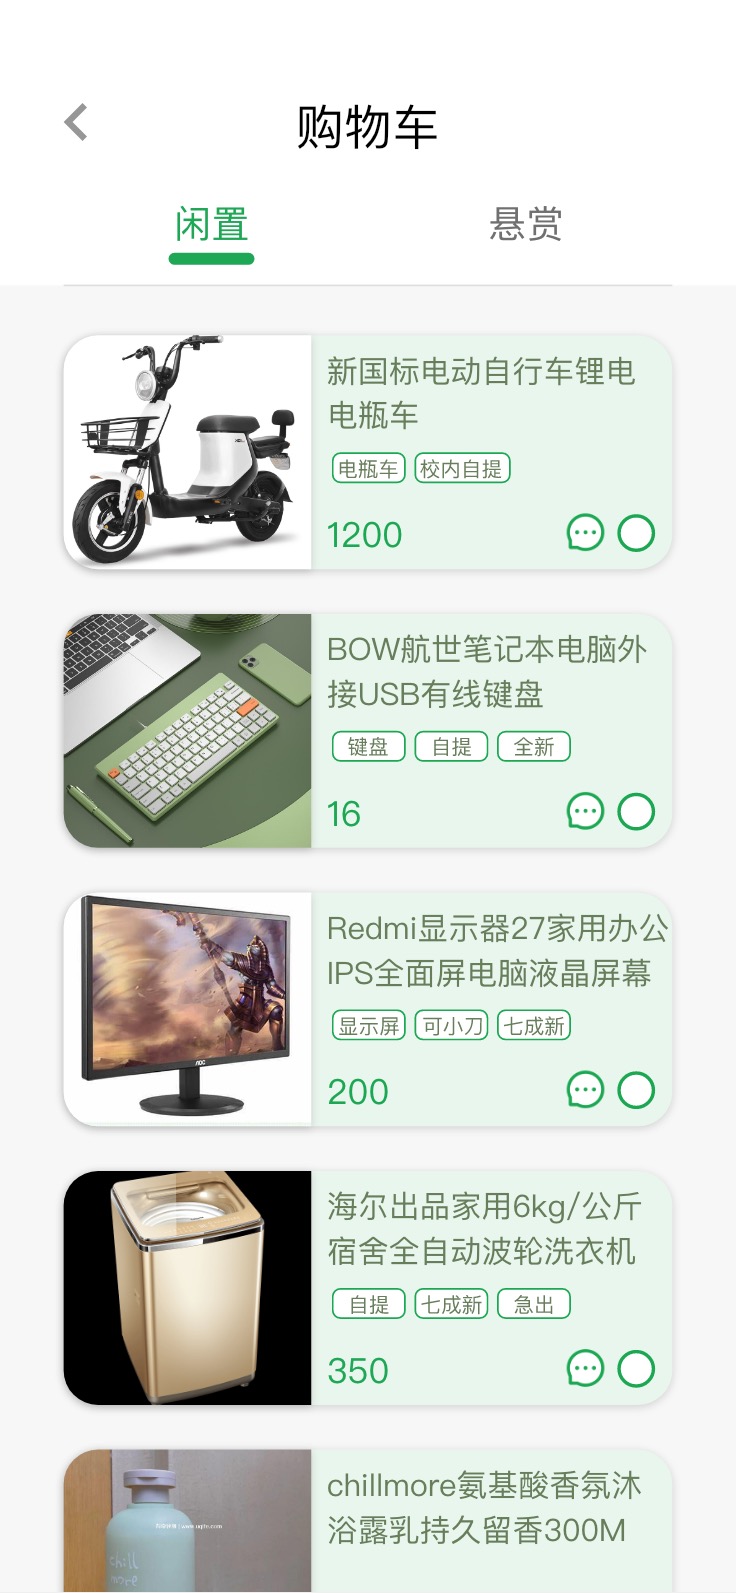 购物车
闲置
悬赏
新国标电动自行车锂电
电瓶车
电瓶车
校内自提
1200
BOW航世笔记本电脑外
接USB有线键盘
键盘
自提
全新
16
AOC
Redmi显示器27家用办公
IPS全面屏电脑液晶屏幕
显示屏
可小刀
七成新
200
海尔出品家用6kg/公斤
宿舍全自动波轮洗衣机
自提
七成新
急出
350
chillmore氨基酸香氛沐
浴露乳持久留香300M
chill
more